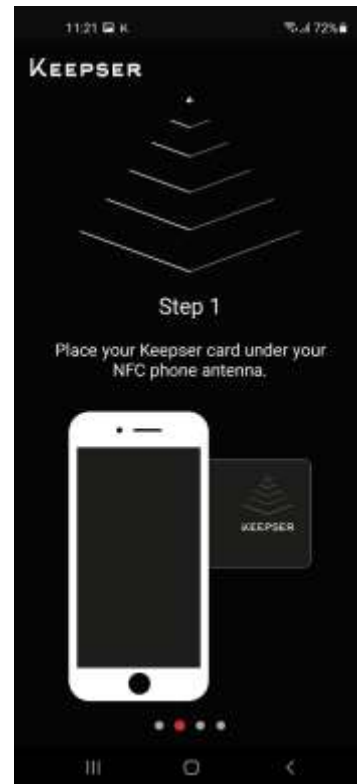 11:21 K 72%
KEEPSER
Step 1
Place your Keepser card under your
NFC phone antenna.
KEEPSER